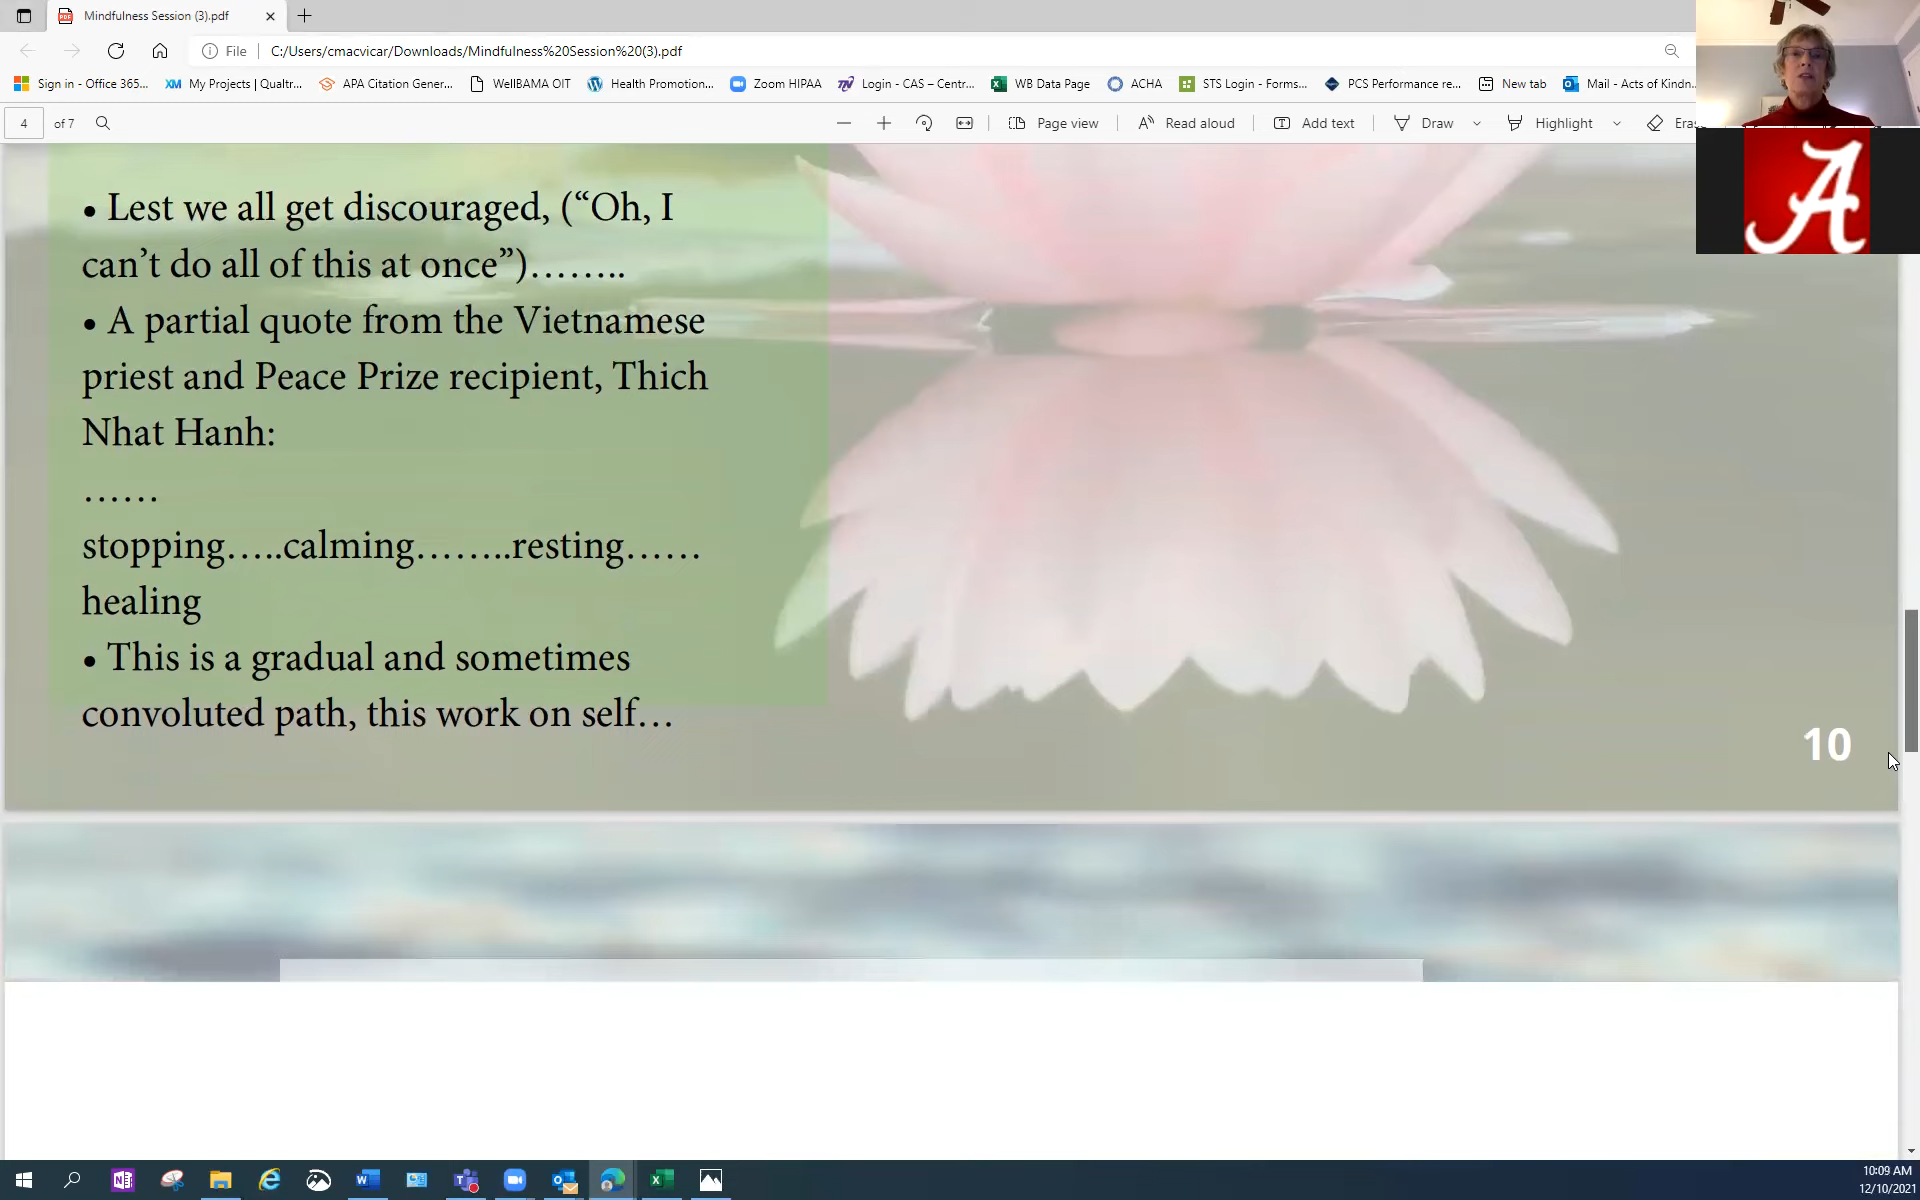 Mindfulness Session (3).pdf
File
C:/Users/cmacvicar/Downloads/Mindfulness%20Session%20(3).pdf
Sign in - Office 365...
My Projects | Qualtr...
APA Citation Gener...
WellBAMA OIT
Health Promotion...
Zoom HIPAA
Login - CAS – Centr...
WB Data Page
ACHA
STS Login - Forms...
PCS Performance re...
New tab
Mail - Acts of Kindn...
4 of 7
Page view
Read aloud
Add text
Draw
Highlight
Eras
• Lest we all get discouraged, (“Oh, I
can’t do all of this at once”)……..
• A partial quote from the Vietnamese
priest and Peace Prize recipient, Thich
Nhat Hanh:
……
stopping…..calming……..resting……
healing
• This is a gradual and sometimes
convoluted path, this work on self…
10
A
10:09 AM
12/10/2021